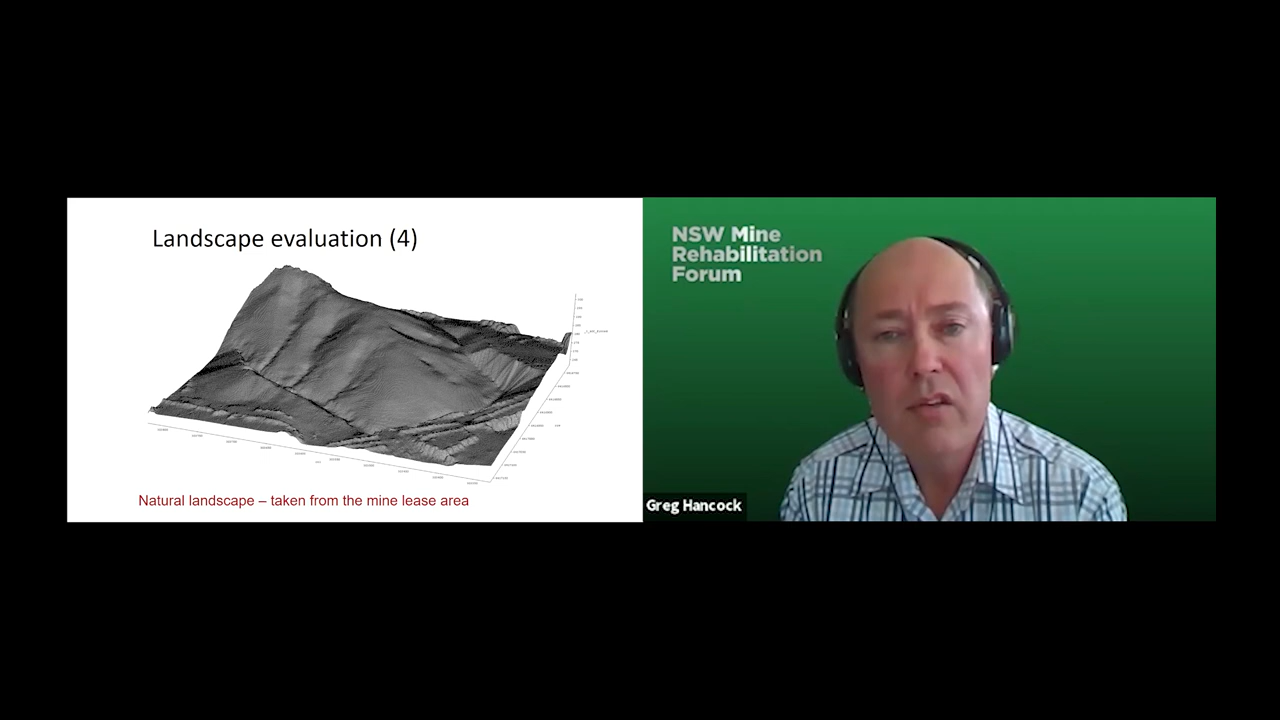 Landscape evaluation (4)
Natural landscape – taken from the mine lease area
NSW Mine
Rehabilitation
Forum
Greg Hancock